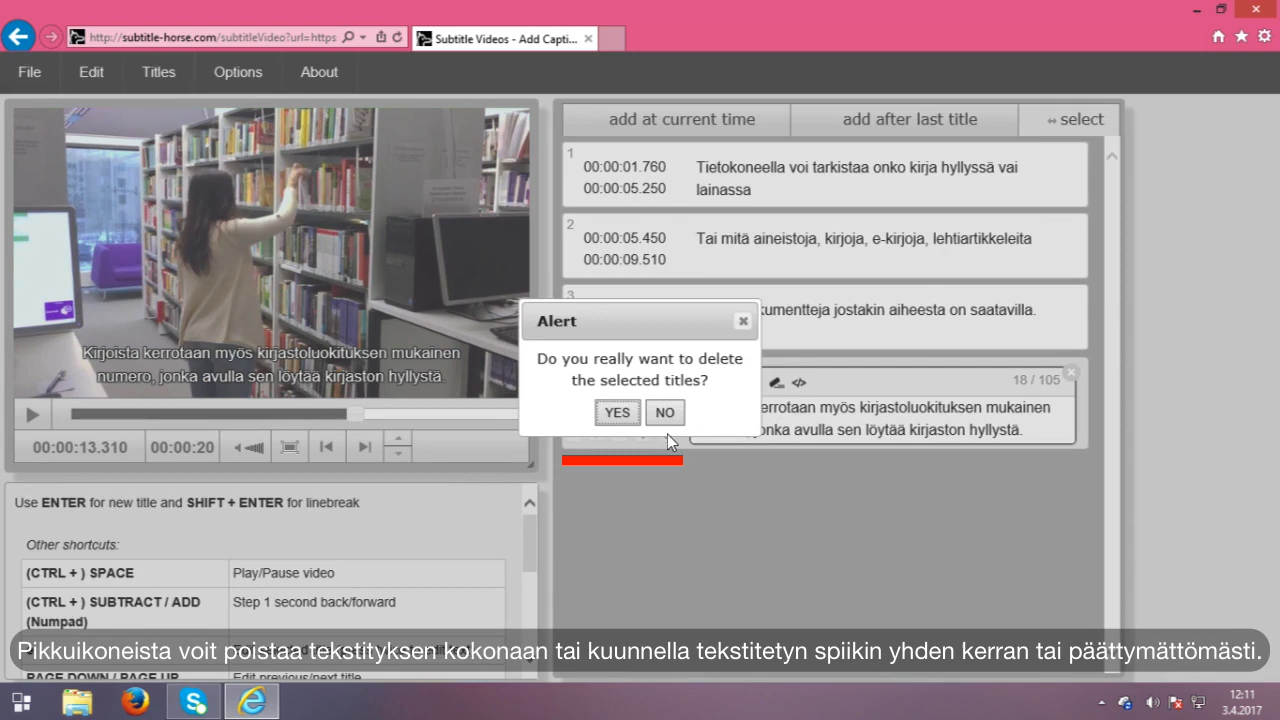 http://subtitle-horse.com/subtitleVideo?url=https
Subtitle Videos - Add Capti...
File Edit Titles Options About
add at current time add after last title select
1
00:00:01.760
00:00:05.250
Tietokoneella voi tarkistaa onko kirja hyllyssä vai
lainassa
2
00:00:05.450
00:00:09.510
Tai mitä aineistoja, kirjoja, e-kirjoja, lehtiartikkeleita
3
kumentteja jostakin aiheesta on saatavilla.
Alert
Do you really want to delete
the selected titles?
YES NO
18 / 105
kerrotaan myös kirjastoluokituksen mukainen
jonka avulla sen löytää kirjaston hyllystä.
Kirjoista kerrotaan myös kirjastoluokituksen mukainen
numero, jonka avulla sen löytää kirjaston hyllystä.
00:00:13.310 00:00:20
Use ENTER for new title and SHIFT + ENTER for linebreak
Other shortcuts:
(CTRL + ) SPACE Play/Pause video
(CTRL + ) SUBTRACT / ADD Step 1 second back/forward
(Numpad)
PAGE DOWN / PAGE UP Edit previous/next title
Pikkuikoneista voit poistaa tekstityksen kokonaan tai kuunnella tekstitetyn spiikin yhden kerran tai päättymättömästi.
12:11
3.4.2017